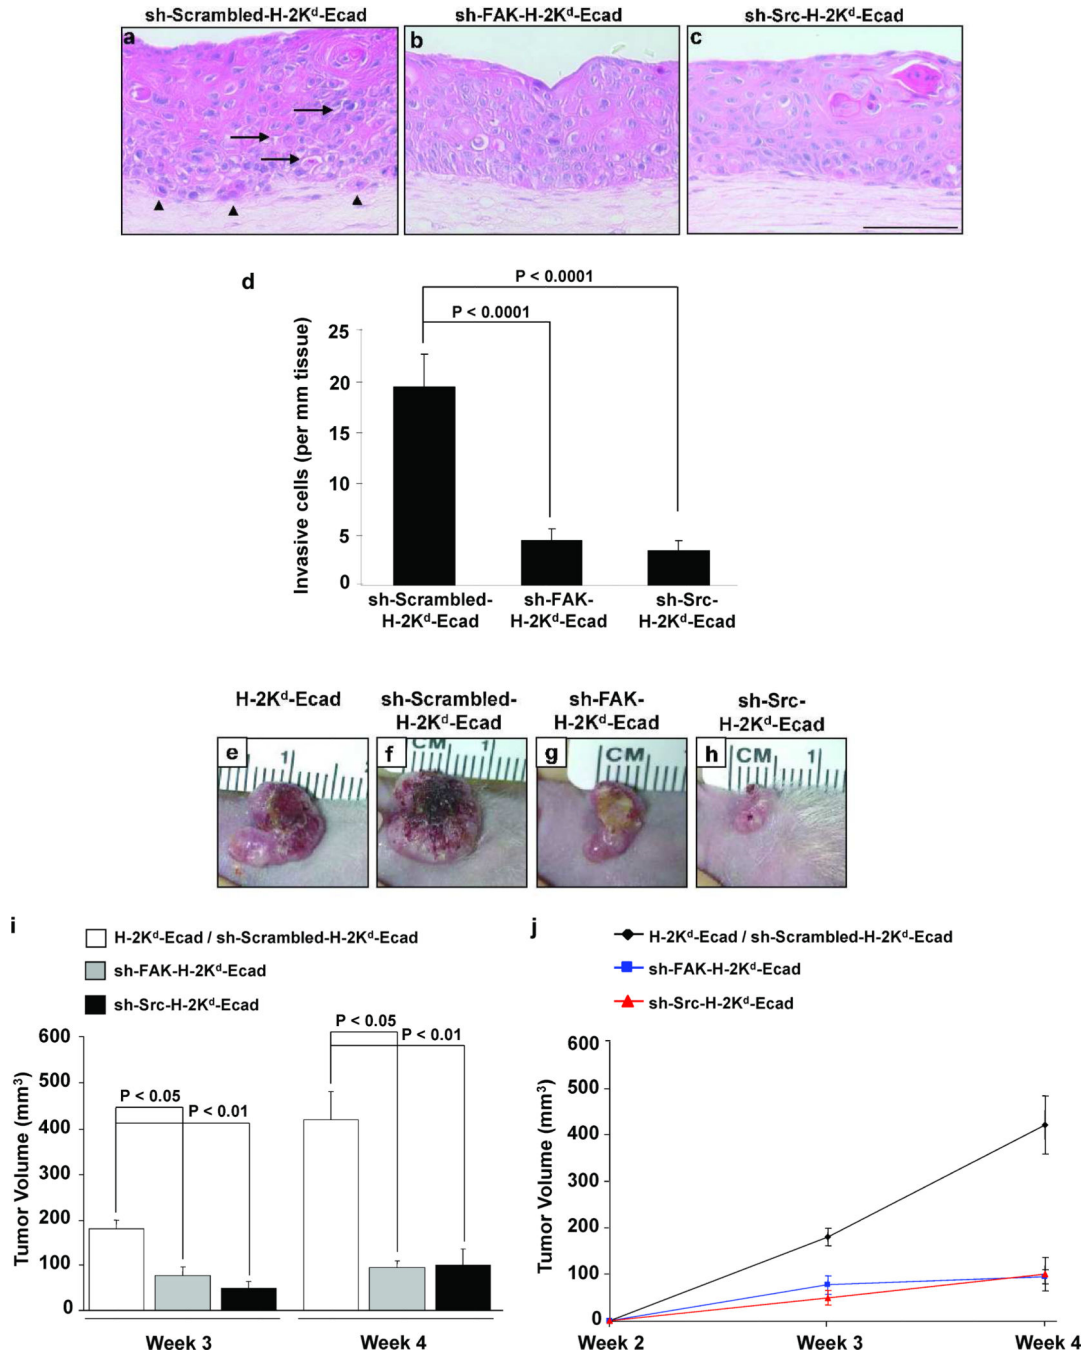 sh-Scrambled-H-2Kᵈ-Ecad
sh-FAK-H-2Kᵈ-Ecad
sh-Src-H-2Kᵈ-Ecad
a
b
c
d
P < 0.0001
P < 0.0001
Invasive cells (per mm tissue)
25
20
15
10
5
0
sh-Scrambled-
H-2Kᵈ-Ecad
sh-FAK-
H-2Kᵈ-Ecad
sh-Src-
H-2Kᵈ-Ecad
H-2Kᵈ-Ecad
sh-Scrambled-
H-2Kᵈ-Ecad
sh-FAK-
H-2Kᵈ-Ecad
sh-Src-
H-2Kᵈ-Ecad
e
1
f
CM
1
g
CM
h
CM
1
i
H-2Kᵈ-Ecad / sh-Scrambled-H-2Kᵈ-Ecad
sh-FAK-H-2Kᵈ-Ecad
sh-Src-H-2Kᵈ-Ecad
Tumor Volume (mm³)
600
500
400
300
200
100
0
P < 0.05
P < 0.01
P < 0.05
P < 0.01
Week 3
Week 4
j
H-2Kᵈ-Ecad / sh-Scrambled-H-2Kᵈ-Ecad
sh-FAK-H-2Kᵈ-Ecad
sh-Src-H-2Kᵈ-Ecad
Tumor Volume (mm³)
600
500
400
300
200
100
0
Week 2
Week 3
Week 4